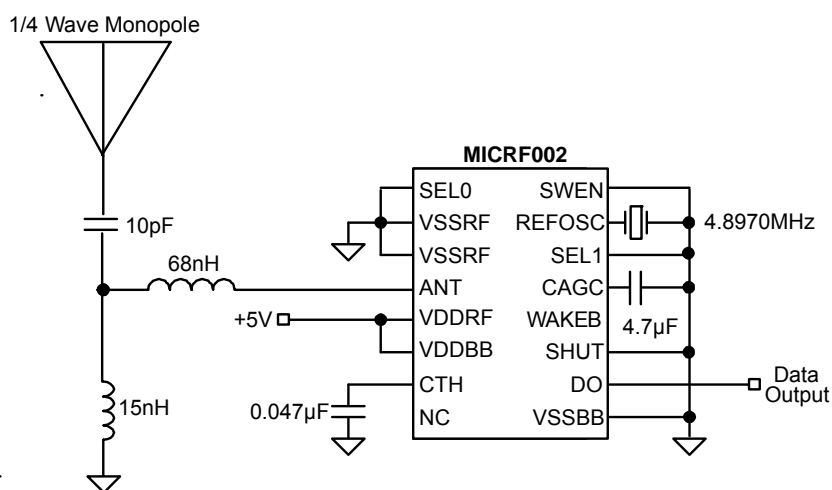 1/4 Wave Monopole
10pF
68nH
15nH
+5V
0.047µF
MICRF002
SEL0
VSSRF
VSSRF
ANT
VDDRF
VDDBB
CTH
NC
SWEN
REFOSC
SEL1
CAGC
WAKEB
SHUT
DO
VSSBB
4.8970MHz
4.7µF
Data
Output